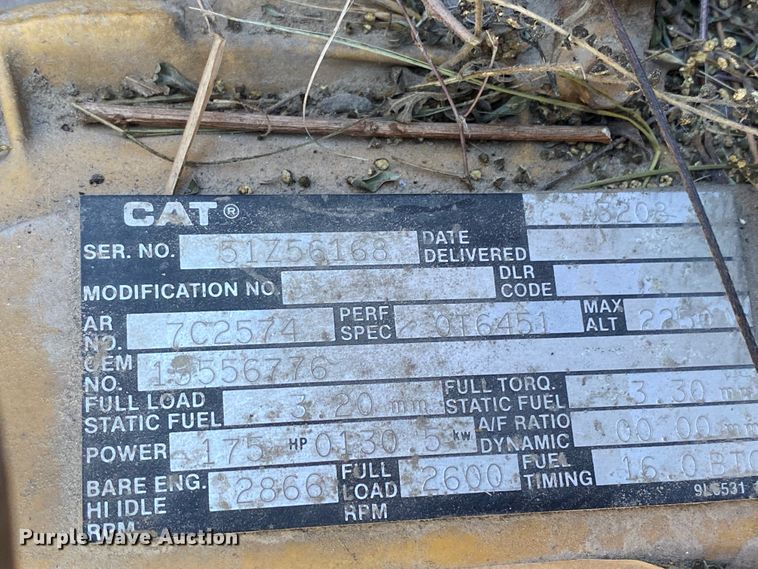 CAT® 3208
SER. NO. 51Z56168 DATE DELIVERED
MODIFICATION NO. DLR CODE
AR NO. 7C2574 PERF SPEC 0T6451 MAX ALT
OEM NO.
FULL LOAD STATIC FUEL 3.20 mm FULL TORQ. STATIC FUEL 3.30 mm
POWER 175 HP 0130.5 kw A/F RATIO DYNAMIC 00.00 mm
BARE ENG. HI IDLE RPM 2866 FULL LOAD RPM 2600 FUEL TIMING 16.0 BTC
Purple Wave Auction